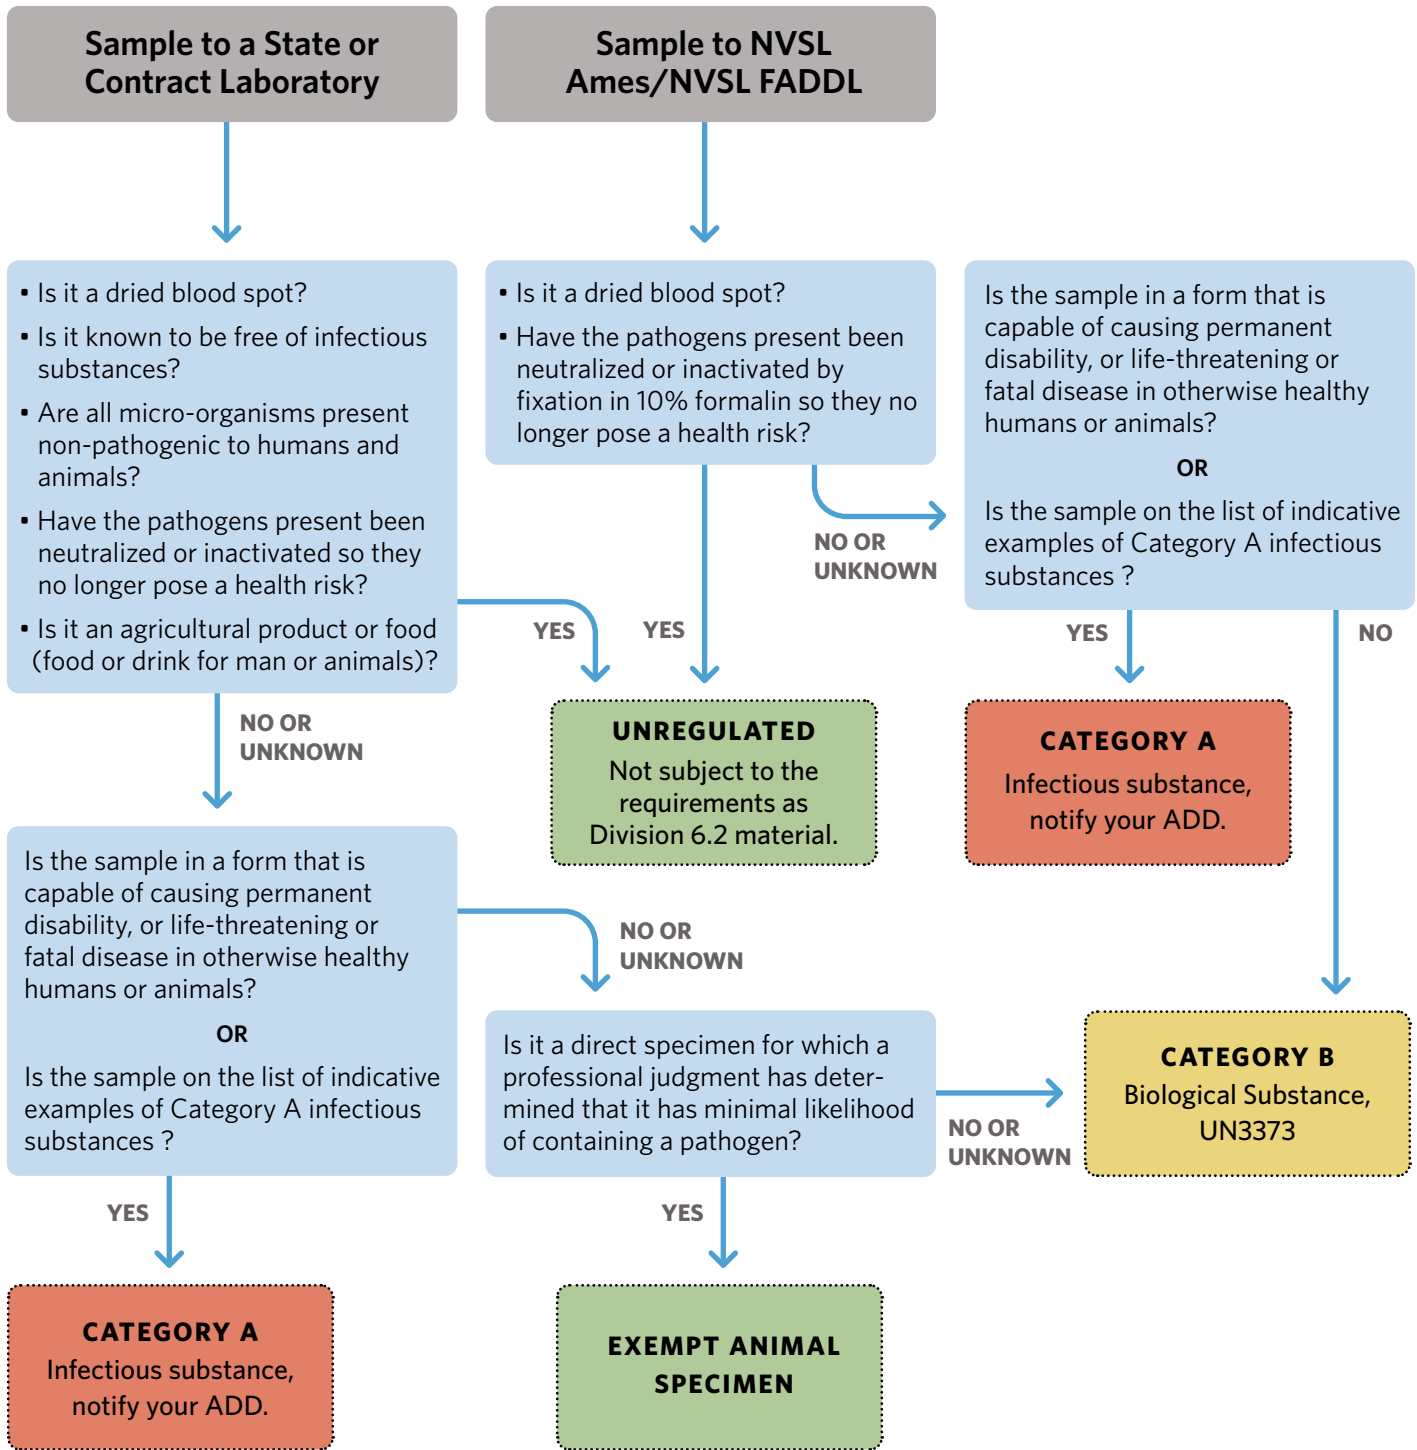 Sample to a State or
Contract Laboratory
Sample to NVSL
Ames/NVSL FADDL
• Is it a dried blood spot?
• Is it known to be free of infectious
substances?
• Are all micro-organisms present
non-pathogenic to humans and
animals?
• Have the pathogens present been
neutralized or inactivated so they
no longer pose a health risk?
• Is it an agricultural product or food
(food or drink for man or animals)?
• Is it a dried blood spot?
• Have the pathogens present been
neutralized or inactivated by
fixation in 10% formalin so they no
longer pose a health risk?
Is the sample in a form that is
capable of causing permanent
disability, or life-threatening or
fatal disease in otherwise healthy
humans or animals?
OR
Is the sample on the list of indicative
examples of Category A infectious
substances ?
NO OR
UNKNOWN
YES
YES
YES
NO
NO OR
UNKNOWN
UNREGULATED
Not subject to the
requirements as
Division 6.2 material.
CATEGORY A
Infectious substance,
notify your ADD.
Is the sample in a form that is
capable of causing permanent
disability, or life-threatening or
fatal disease in otherwise healthy
humans or animals?
OR
Is the sample on the list of indicative
examples of Category A infectious
substances ?
NO OR
UNKNOWN
Is it a direct specimen for which a
professional judgment has deter-
mined that it has minimal likelihood
of containing a pathogen?
NO OR
UNKNOWN
CATEGORY B
Biological Substance,
UN3373
YES
YES
CATEGORY A
Infectious substance,
notify your ADD.
EXEMPT ANIMAL
SPECIMEN